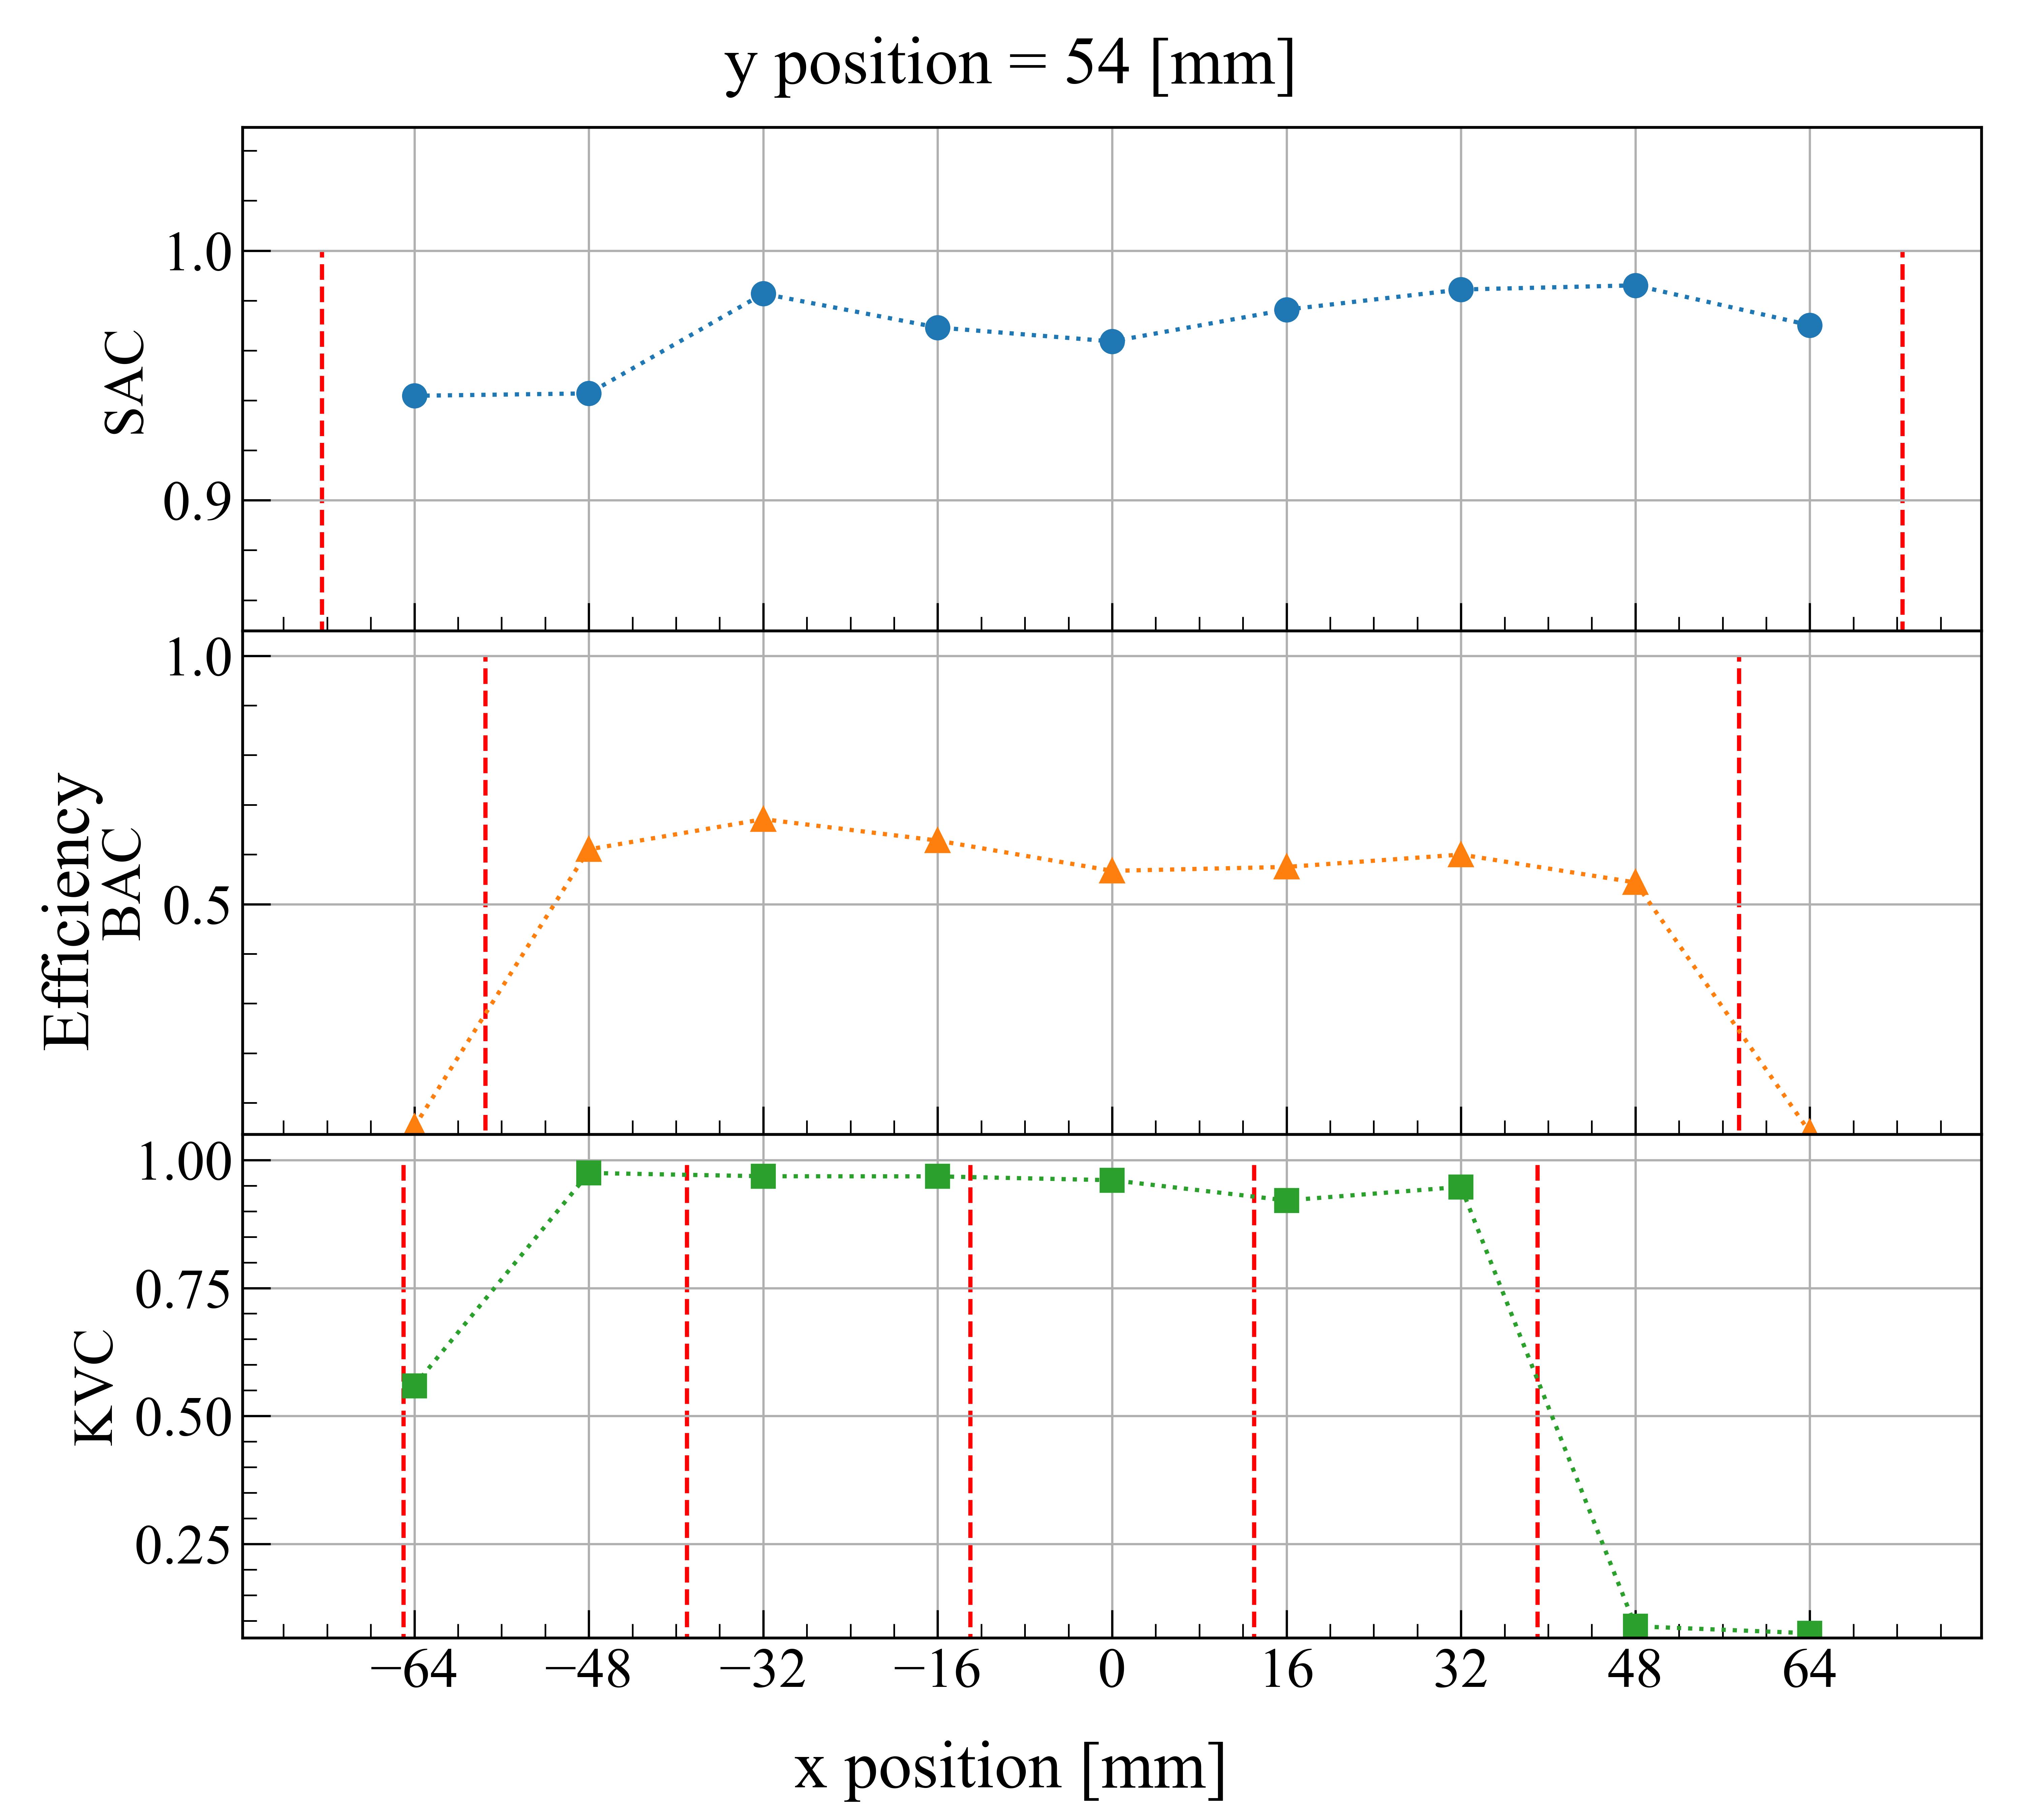 y position = 54 [mm]
1.0
0.9
SAC
1.0
0.5
Efficiency
BAC
1.00
0.75
0.50
0.25
KVC
−64 −48 −32 −16 0 16 32 48 64
x position [mm]